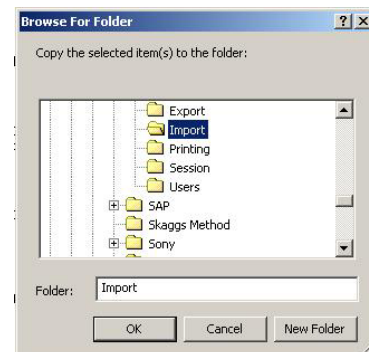 Browse For Folder
Copy the selected item(s) to the folder:
Export
Import
Printing
Session
Users
SAP
Skaggs Method
Sony
Folder: Import
OK Cancel New Folder